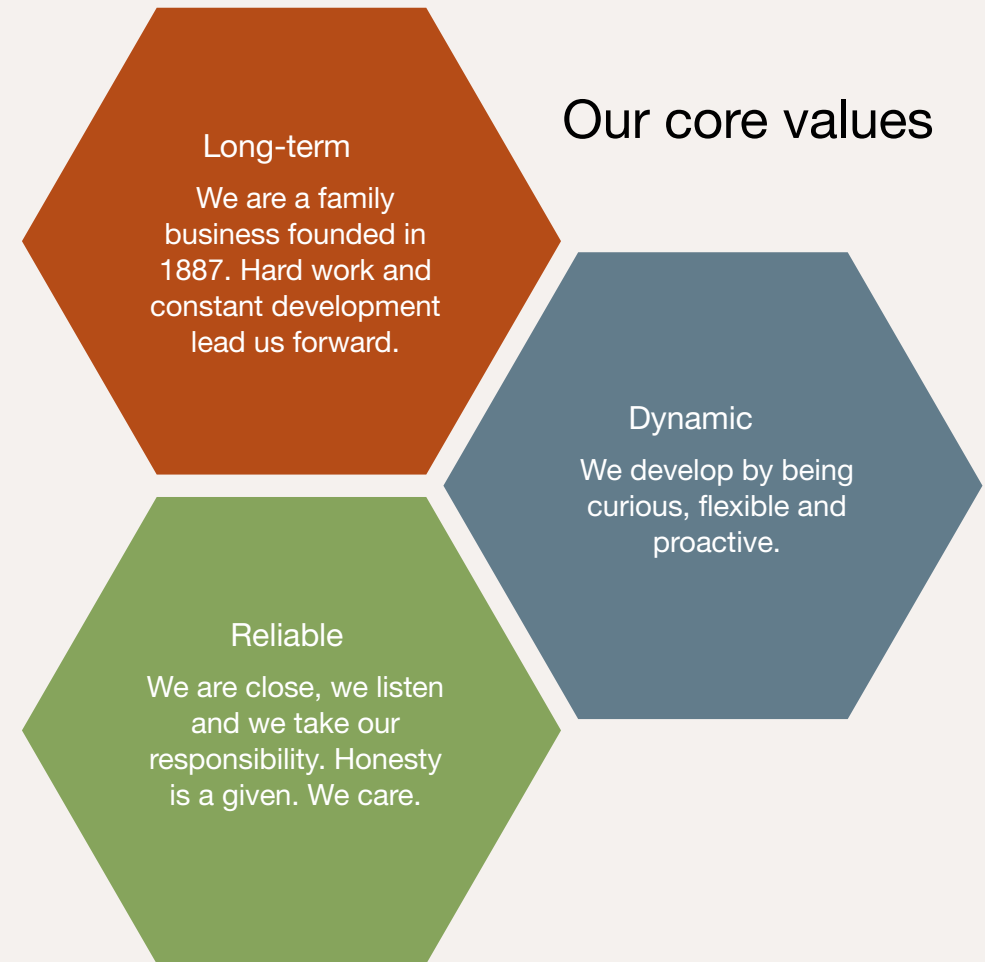 Our core values
Long-term
We are a family
business founded in
1887. Hard work and
constant development
lead us forward.
Dynamic
We develop by being
curious, flexible and
proactive.
Reliable
We are close, we listen
and we take our
responsibility. Honesty
is a given. We care.